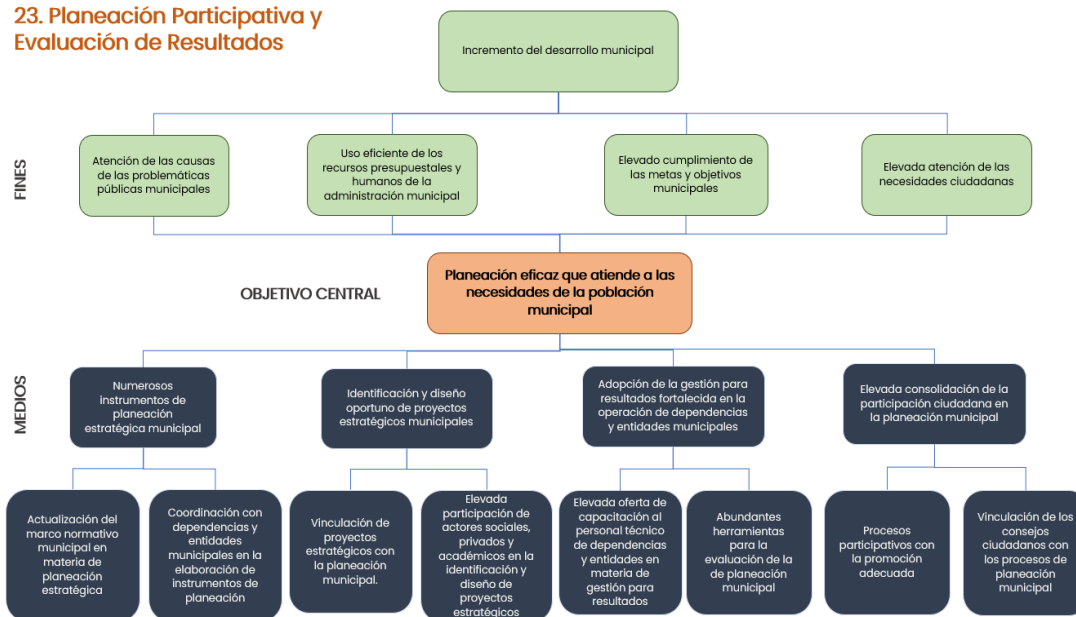 23. Planeación Participativa y
Evaluación de Resultados
Incremento del desarrollo municipal
FINES
Atención de las causas
de las problemáticas
públicas municipales
Uso eficiente de los
recursos presupuestales y
humanos de la
administración municipal
Elevado cumplimiento de
las metas y objetivos
municipales
Elevada atención de las
necesidades ciudadanas
OBJETIVO CENTRAL
Planeación eficaz que atiende a las
necesidades de la población
municipal
MEDIOS
Numerosos
instrumentos de
planeación
estratégica municipal
Identificación y diseño
oportuno de proyectos
estratégicos municipales
Adopción de la gestión para
resultados fortalecida en la
operación de dependencias
y entidades municipales
Elevada consolidación de la
participación ciudadana en
la planeación municipal
Actualización del
marco normativo
municipal en
materia de
planeación
estratégica
Coordinación con
dependencias y
entidades
municipales en la
elaboración de
instrumentos de
planeación
Vinculación de
proyectos
estratégicos con
la planeación
municipal.
Elevada
participación de
actores sociales,
privados y
académicos en la
identificación y
diseño de
proyectos
estratégicos
Elevada oferta de
capacitación al
personal técnico
de dependencias
y entidades en
materia de
gestión para
resultados
Abundantes
herramientas
para la
evaluación de la
de planeación
municipal
Procesos
participativos con
la promoción
adecuada
Vinculación de los
consejos
ciudadanos con
los procesos de
planeación
municipal